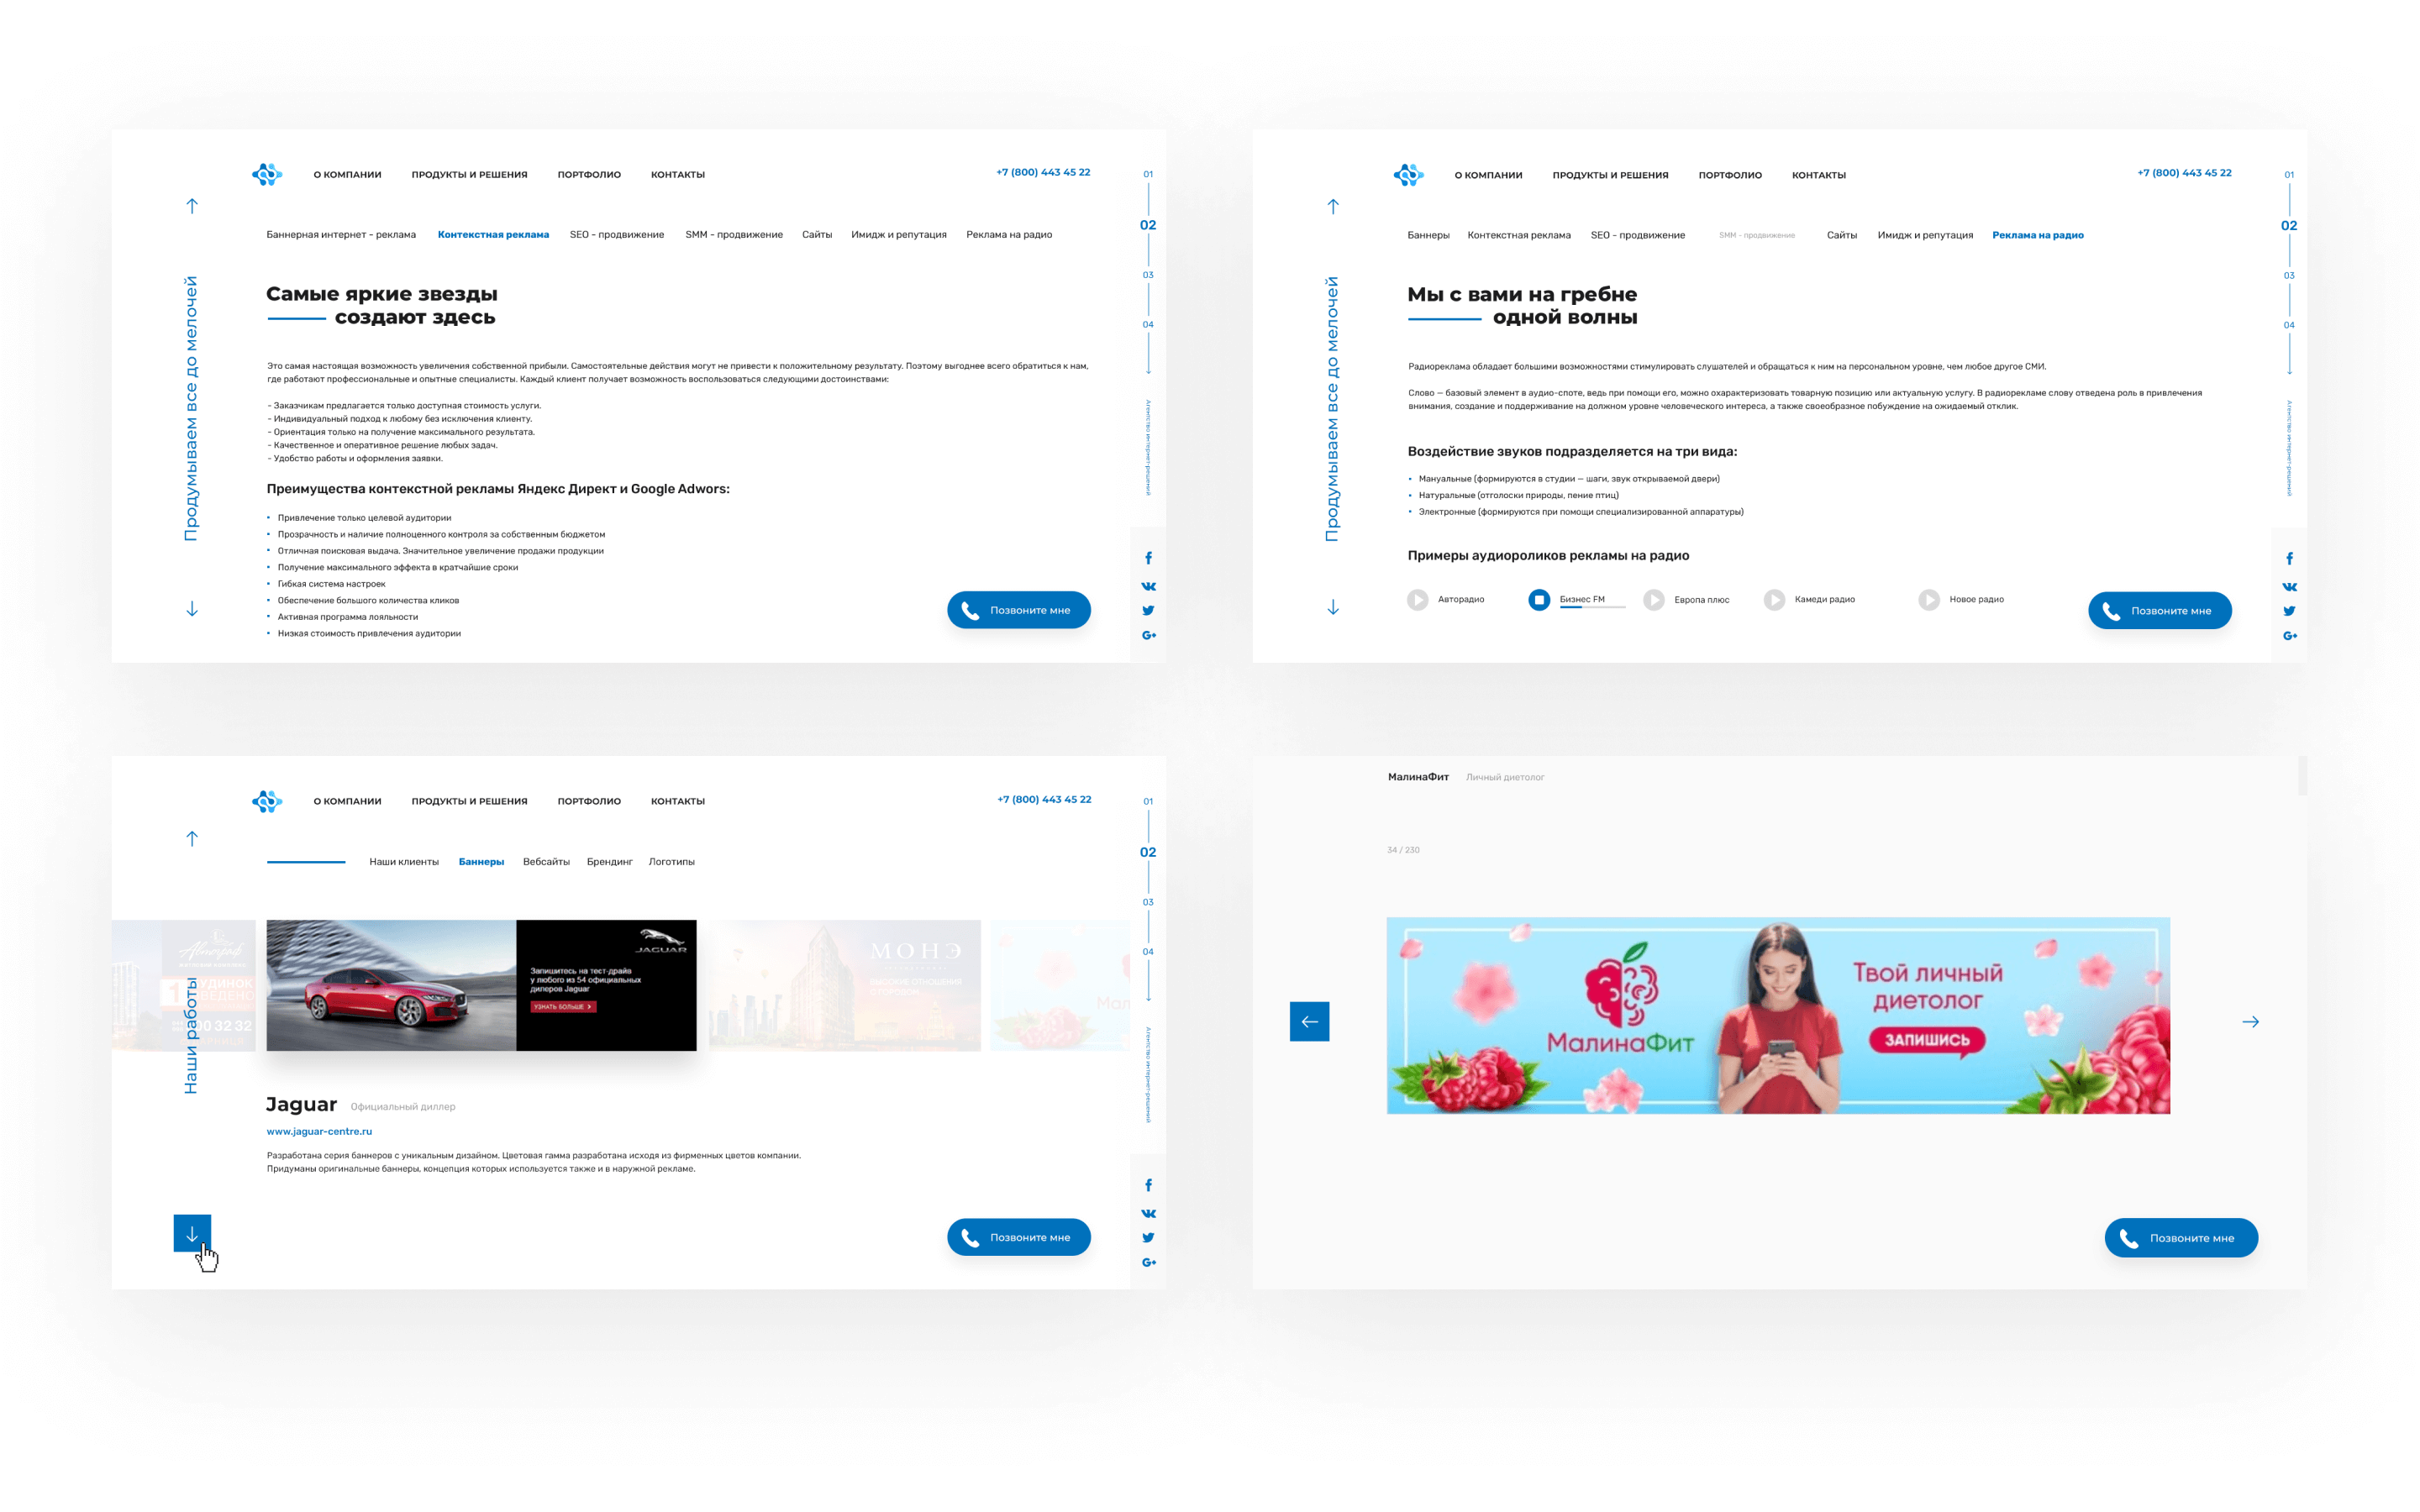 О КОМПАНИИ ПРОДУКТЫ И РЕШЕНИЯ ПОРТФОЛИО КОНТАКТЫ +7 (800) 443 45 22
Баннерная интернет - реклама Контекстная реклама SEO - продвижение SMM - продвижение Сайты Имидж и репутация Реклама на радио
Продумываем все до мелочей
Самые яркие звезды
создают здесь
Это самая настоящая возможность увеличения собственной прибыли. Самостоятельные действия могут не привести к положительному результату. Поэтому выгоднее всего обратиться к нам,
где работают профессиональные и опытные специалисты. Каждый клиент получает возможность воспользоваться следующими достоинствами:
- Заказчикам предлагается только доступная стоимость услуги.
- Индивидуальный подход к любому без исключения клиенту.
- Ориентация только на получение максимального результата.
- Качественное и оперативное решение любых задач.
- Удобство работы и оформления заявки.
Преимущества контекстной рекламы Яндекс Директ и Google Adwors:
• Привлечение только целевой аудитории
• Прозрачность и наличие полноценного контроля за собственным бюджетом
• Отличная поисковая выдача. Значительное увеличение продажи продукции
• Получение максимального эффекта в кратчайшие сроки
• Гибкая система настроек
• Обеспечение большого количества кликов
• Активная программа лояльности
• Низкая стоимость привлечения аудитории
Позвоните мне
01
02
03
04
Агентство интернет-решений
О КОМПАНИИ ПРОДУКТЫ И РЕШЕНИЯ ПОРТФОЛИО КОНТАКТЫ +7 (800) 443 45 22
Баннеры Контекстная реклама SEO - продвижение SMM - продвижение Сайты Имидж и репутация Реклама на радио
Продумываем все до мелочей
Мы с вами на гребне
одной волны
Радиореклама обладает большими возможностями стимулировать слушателей и обращаться к ним на персональном уровне, чем любое другое СМИ.
Слово — базовый элемент в аудио-споте, ведь при помощи его, можно охарактеризовать товарную позицию или актуальную услугу. В радиорекламе слову отведена роль в привлечения
внимания, создание и поддерживание на должном уровне человеческого интереса, а также своеобразное побуждение на ожидаемый отклик.
Воздействие звуков подразделяется на три вида:
• Мануальные (формируются в студии — шаги, звук открываемой двери)
• Натуральные (отголоски природы, пение птиц)
• Электронные (формируются при помощи специализированной аппаратуры)
Примеры аудиороликов рекламы на радио
Авторадио Бизнес FM Европа плюс Камеди радио Новое радио
Позвоните мне
01
02
03
04
Агентство интернет-решений
О КОМПАНИИ ПРОДУКТЫ И РЕШЕНИЯ ПОРТФОЛИО КОНТАКТЫ +7 (800) 443 45 22
Наши клиенты Баннеры Вебсайты Брендинг Логотипы
Наши работы
00 32 32
JAGUAR
Запишитесь на тест-драйв
у любого из 54 официальных
дилеров Jaguar
УЗНАТЬ БОЛЬШЕ >
МОНЭ
ВЫСОКИЕ ОТНОШЕНИЯ
С ГОРОДОМ
Мал
Jaguar Официальный диллер
www.jaguar-centre.ru
Разработана серия баннеров с уникальным дизайном. Цветовая гамма разработана исходя из фирменных цветов компании.
Придуманы оригинальные баннеры, концепция которых используется также и в наружной рекламе.
Позвоните мне
01
02
03
04
Агентство интернет-решений
МалинаФит Личный диетолог
34 / 230
МалинаФит
Твой личный
диетолог
ЗАПИШИСЬ
Позвоните мне